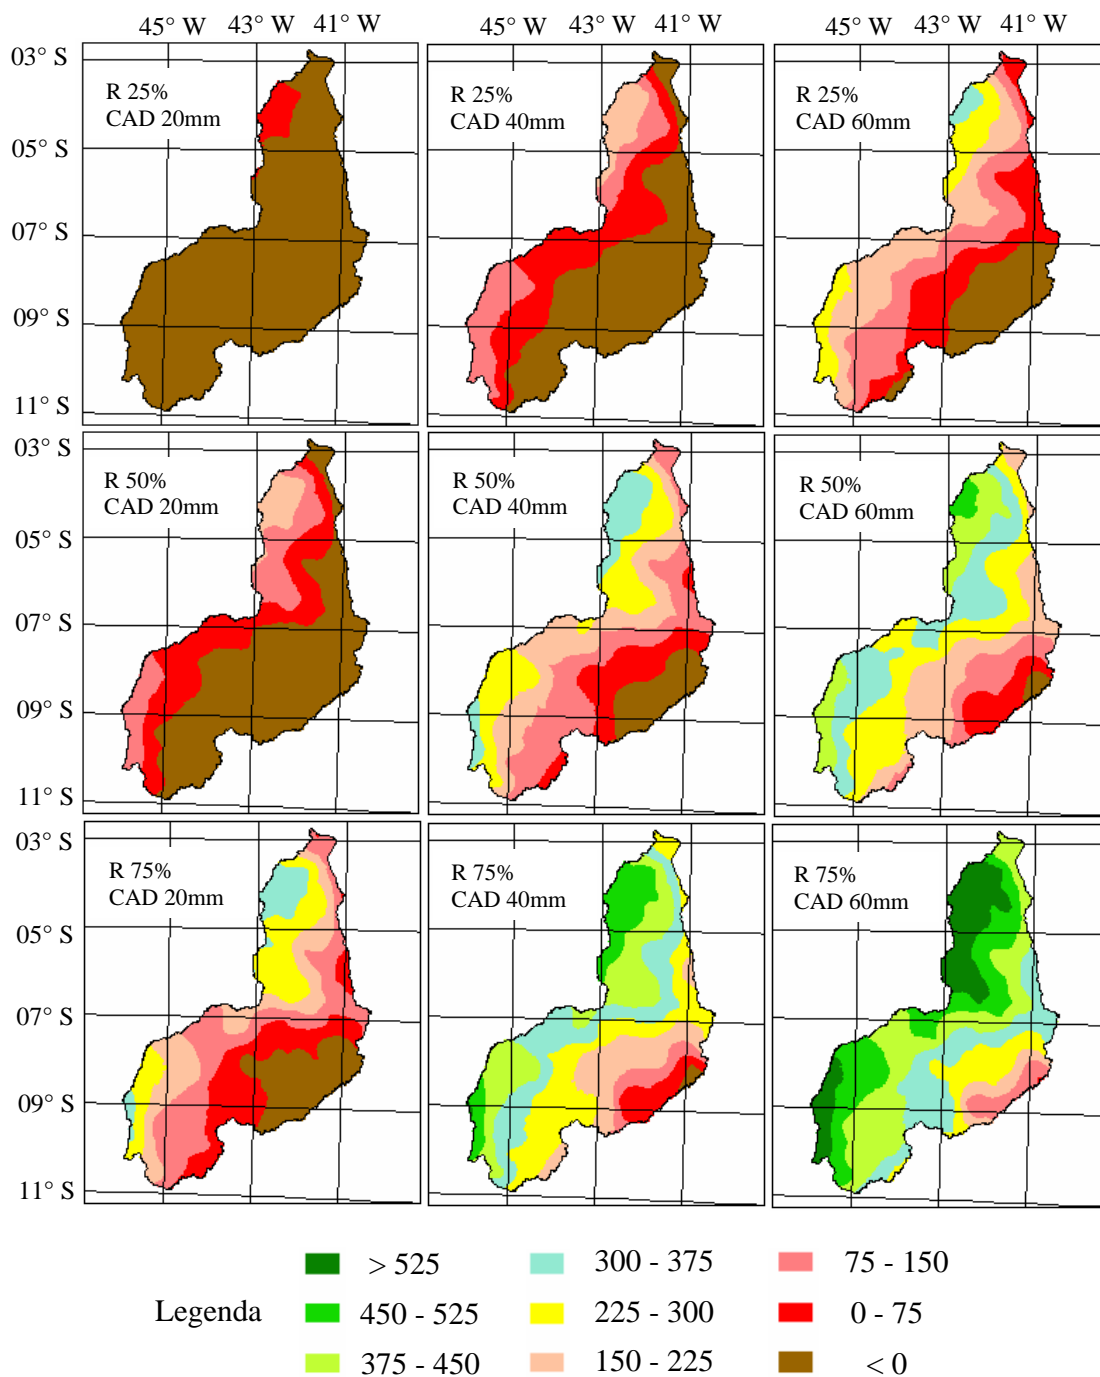 45° W 43° W 41° W 45° W 43° W 41° W 45° W 43° W 41° W
03° S
05° S
07° S
09° S
11° S
R 25%
CAD 20mm
R 25%
CAD 40mm
R 25%
CAD 60mm
03° S
05° S
07° S
09° S
11° S
R 50%
CAD 20mm
R 50%
CAD 40mm
R 50%
CAD 60mm
03° S
05° S
07° S
09° S
11° S
R 75%
CAD 20mm
R 75%
CAD 40mm
R 75%
CAD 60mm
Legenda
> 525
450 - 525
375 - 450
300 - 375
225 - 300
150 - 225
75 - 150
0 - 75
< 0